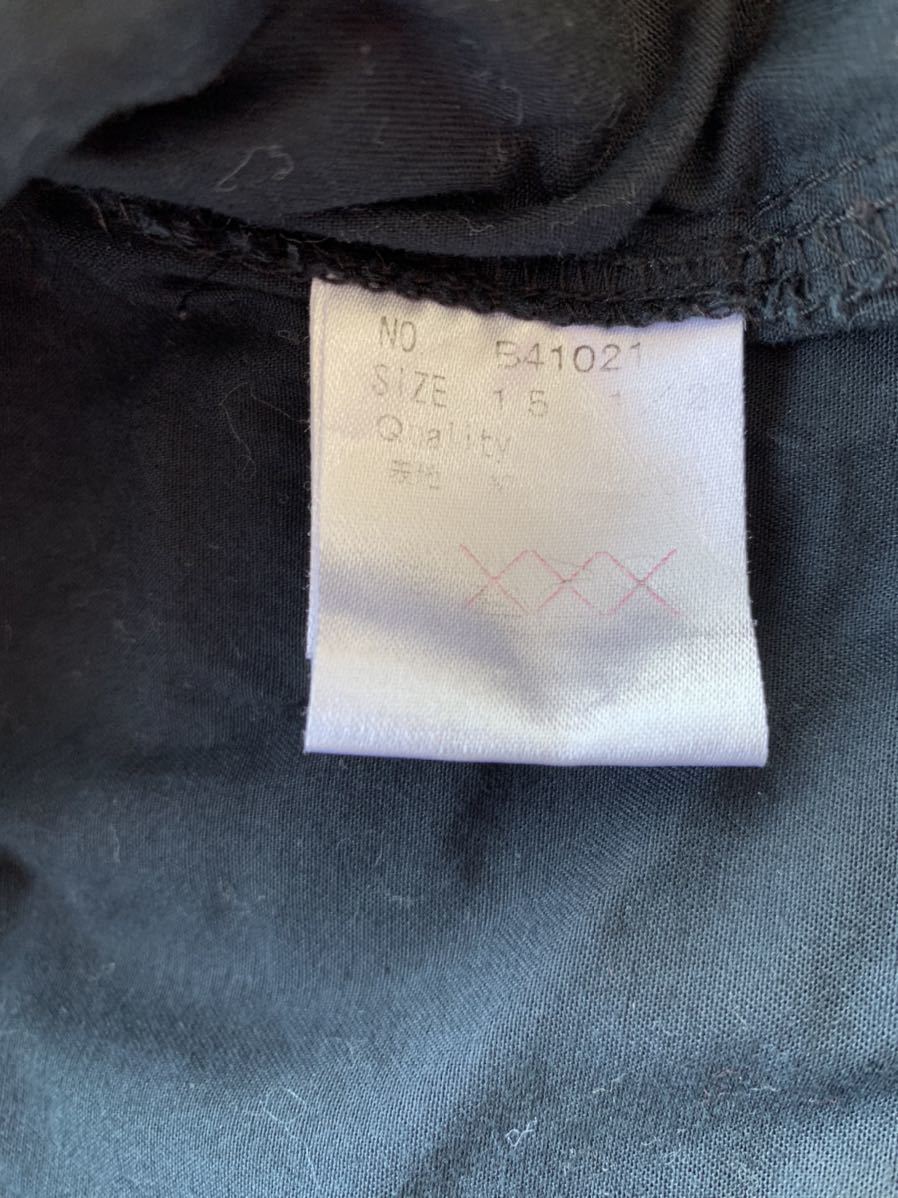 NO B41021
SIZE 15
Quality
表地